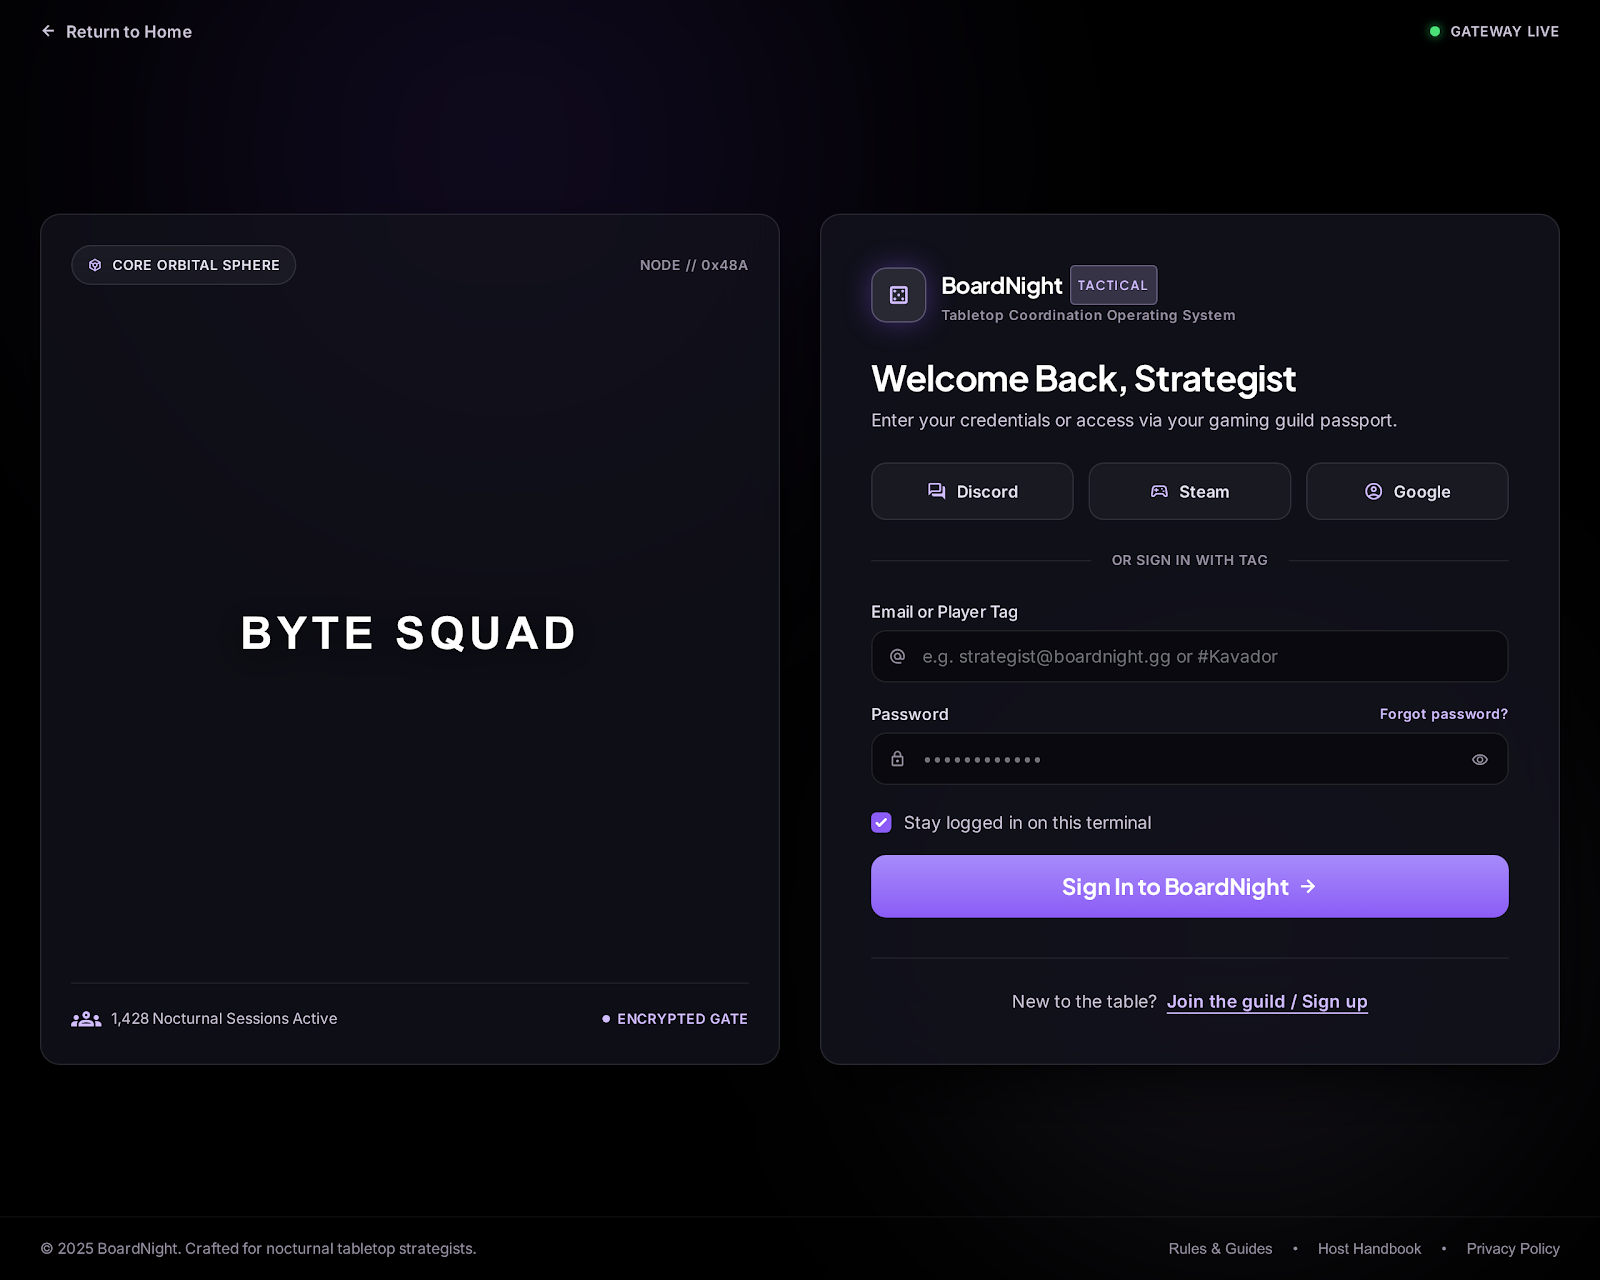 Return to Home
GATEWAY LIVE
CORE ORBITAL SPHERE
NODE // 0x48A
BYTE SQUAD
1,428 Nocturnal Sessions Active
ENCRYPTED GATE
BoardNight TACTICAL
Tabletop Coordination Operating System
Welcome Back, Strategist
Enter your credentials or access via your gaming guild passport.
Discord
Steam
Google
OR SIGN IN WITH TAG
Email or Player Tag
e.g. strategist@boardnight.gg or #Kavador
Password
Forgot password?
••••••••••••
Stay logged in on this terminal
Sign In to BoardNight →
New to the table? Join the guild / Sign up
© 2025 BoardNight. Crafted for nocturnal tabletop strategists.
Rules & Guides • Host Handbook • Privacy Policy